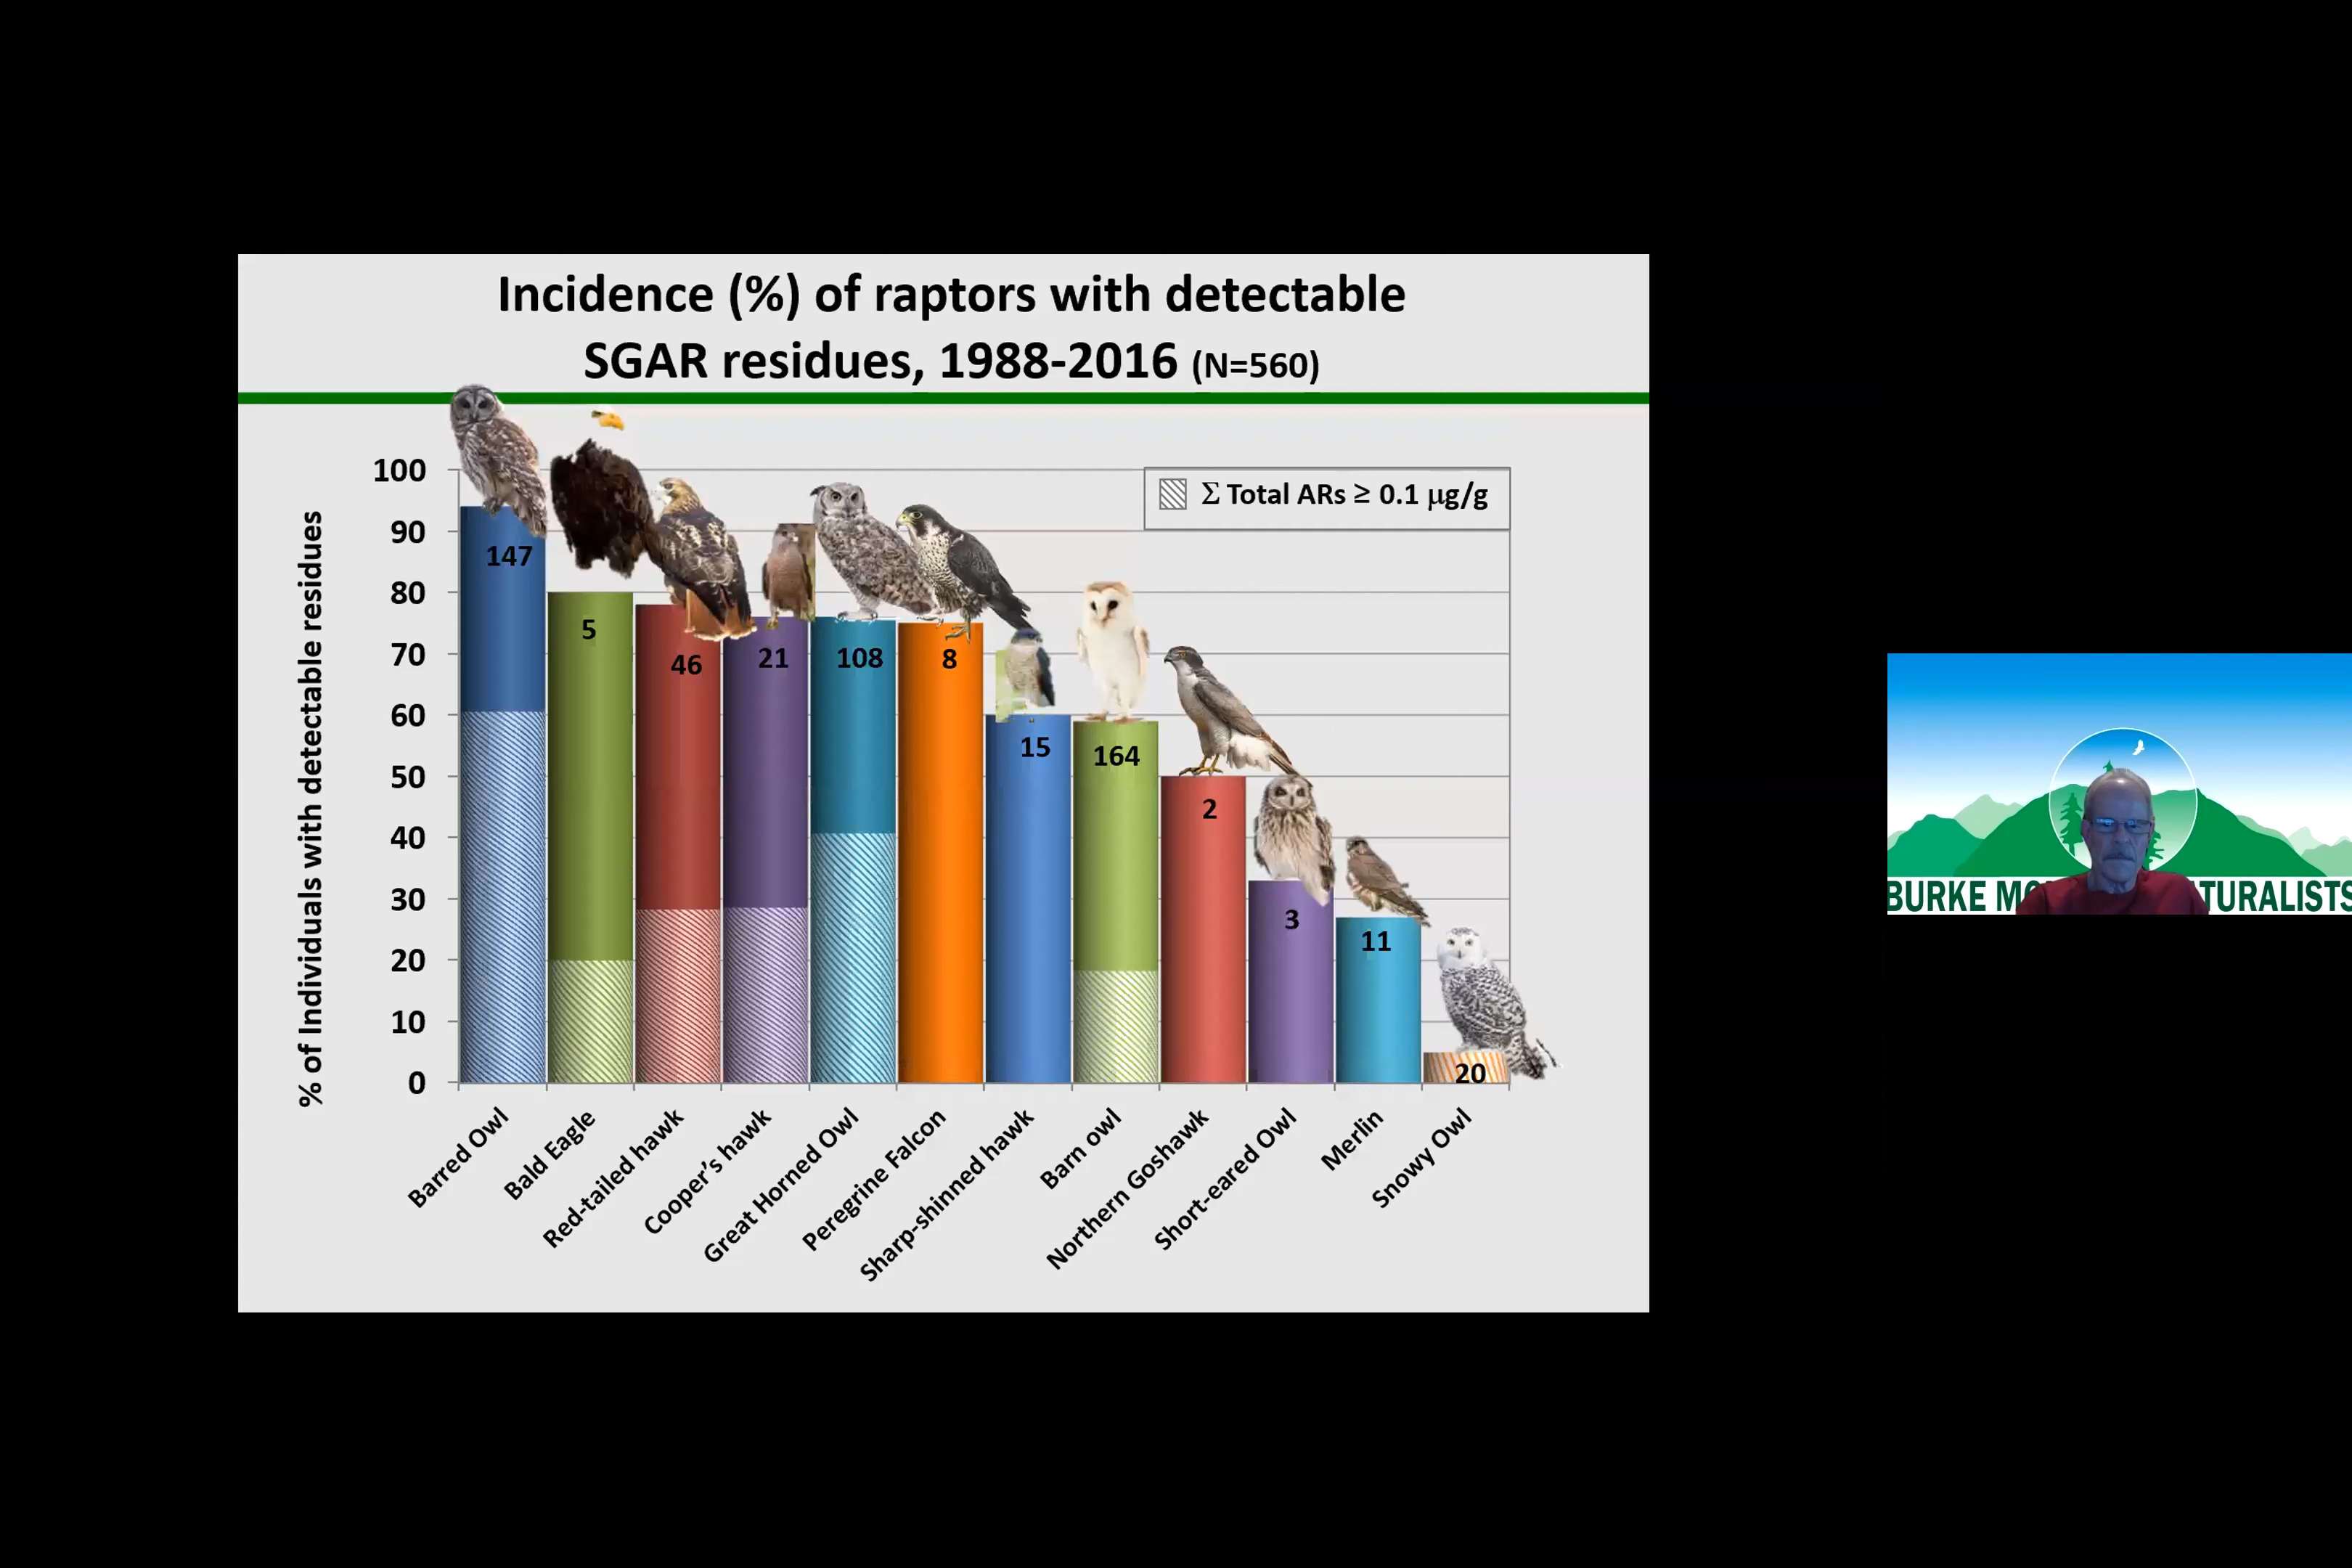 Incidence (%) of raptors with detectable
SGAR residues, 1988-2016 (N=560)
% of Individuals with detectable residues
100
90
80
70
60
50
40
30
20
10
0
Σ Total ARs ≥ 0.1 µg/g
147
5
46
21
108
8
15
164
2
3
11
20
Barred Owl
Bald Eagle
Red-tailed hawk
Cooper's hawk
Great Horned Owl
Peregrine Falcon
Sharp-shinned hawk
Barn owl
Northern Goshawk
Short-eared Owl
Merlin
Snowy Owl
BURKE